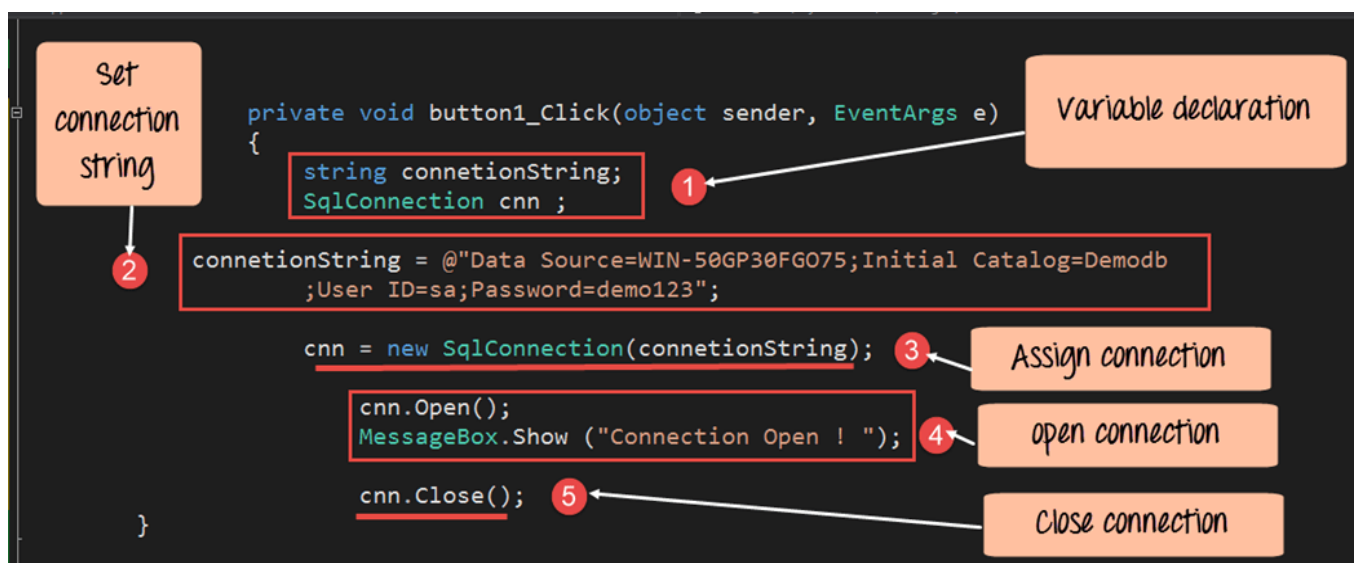 Set
connection
string
private void button1_Click(object sender, EventArgs e)
Variable declaration
{
string connetionString;
SqlConnection cnn ;
1
2
connetionString = @"Data Source=WIN-50GP30FGO75;Initial Catalog=Demodb
;User ID=sa;Password=demo123";
cnn = new SqlConnection(connetionString);
3
Assign connection
cnn.Open();
MessageBox.Show ("Connection Open ! ");
4
open connection
cnn.Close();
5
Close connection
}